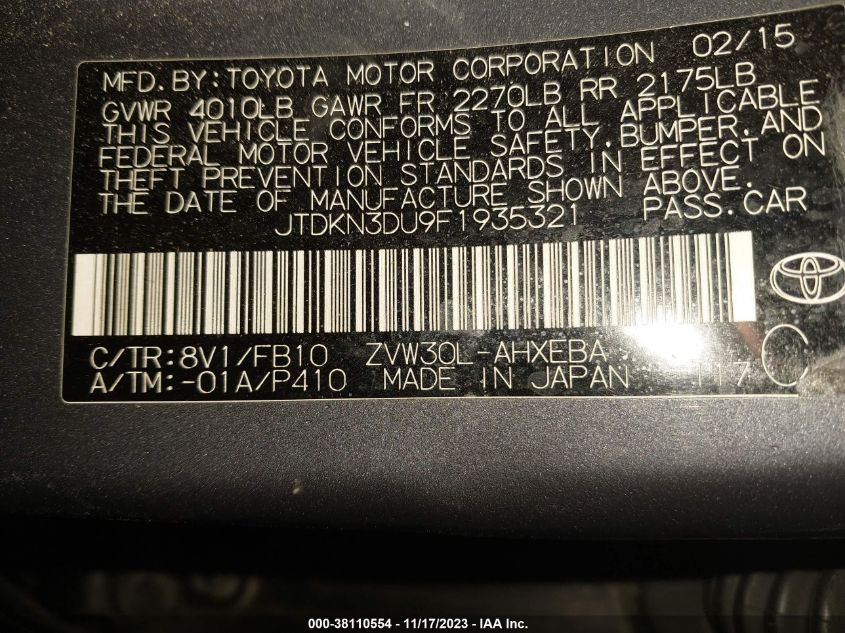 MFD. BY: TOYOTA MOTOR CORPORATION 02/15
GVWR 4010LB GAWR FR 2270LB RR 2175LB
THIS VEHICLE CONFORMS TO ALL APPLICABLE
FEDERAL MOTOR VEHICLE SAFETY, BUMPER, AND
THEFT PREVENTION STANDARDS IN EFFECT ON
THE DATE OF MANUFACTURE SHOWN ABOVE.
JTDKN3DU9F1935321 PASS. CAR
C/TR: 8V1/FB10 ZVW30L-AHXEBA
A/TM: -01A/P410 MADE IN JAPAN 117 C
000-38110554 - 11/17/2023 - IAA Inc.